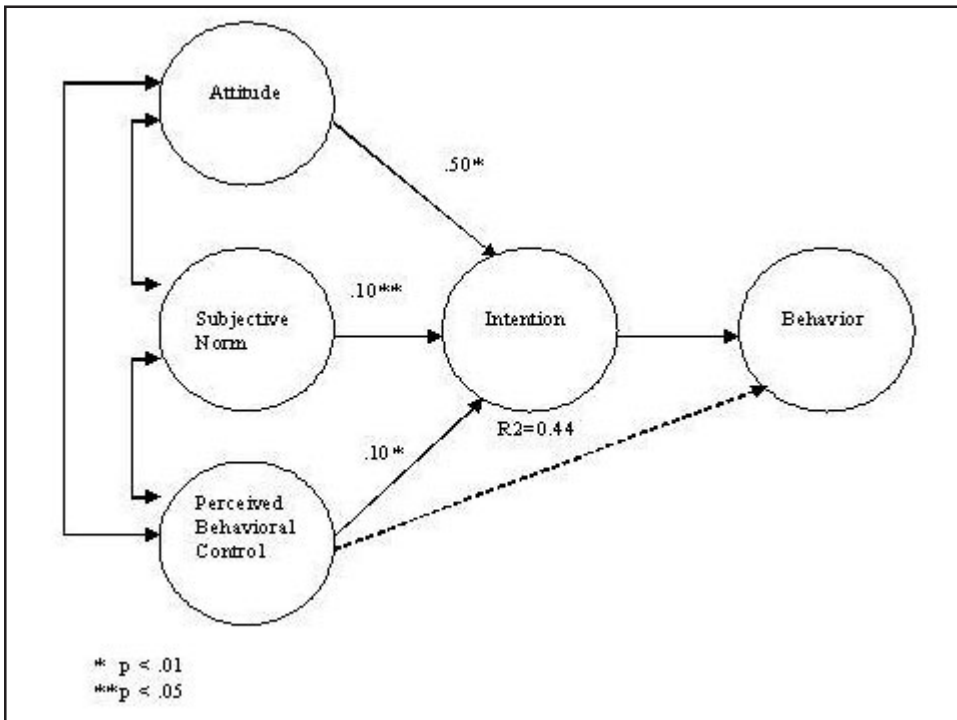 Attitude
.50*
Subjective
Norm
.10**
Intention
Behavior
R2=0.44
.10*
Perceived
Behavioral
Control
* p < .01
**p < .05